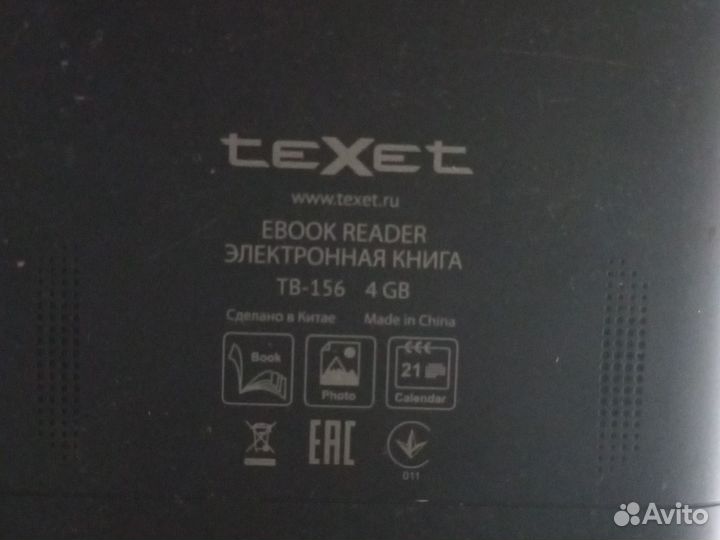 teXet
www.texet.ru
EBOOK READER
ЭЛЕКТРОННАЯ КНИГА
TB-156 4 GB
Сделано в Китае Made in China
Book Photo 21 Calendar
EAC 011
Avito